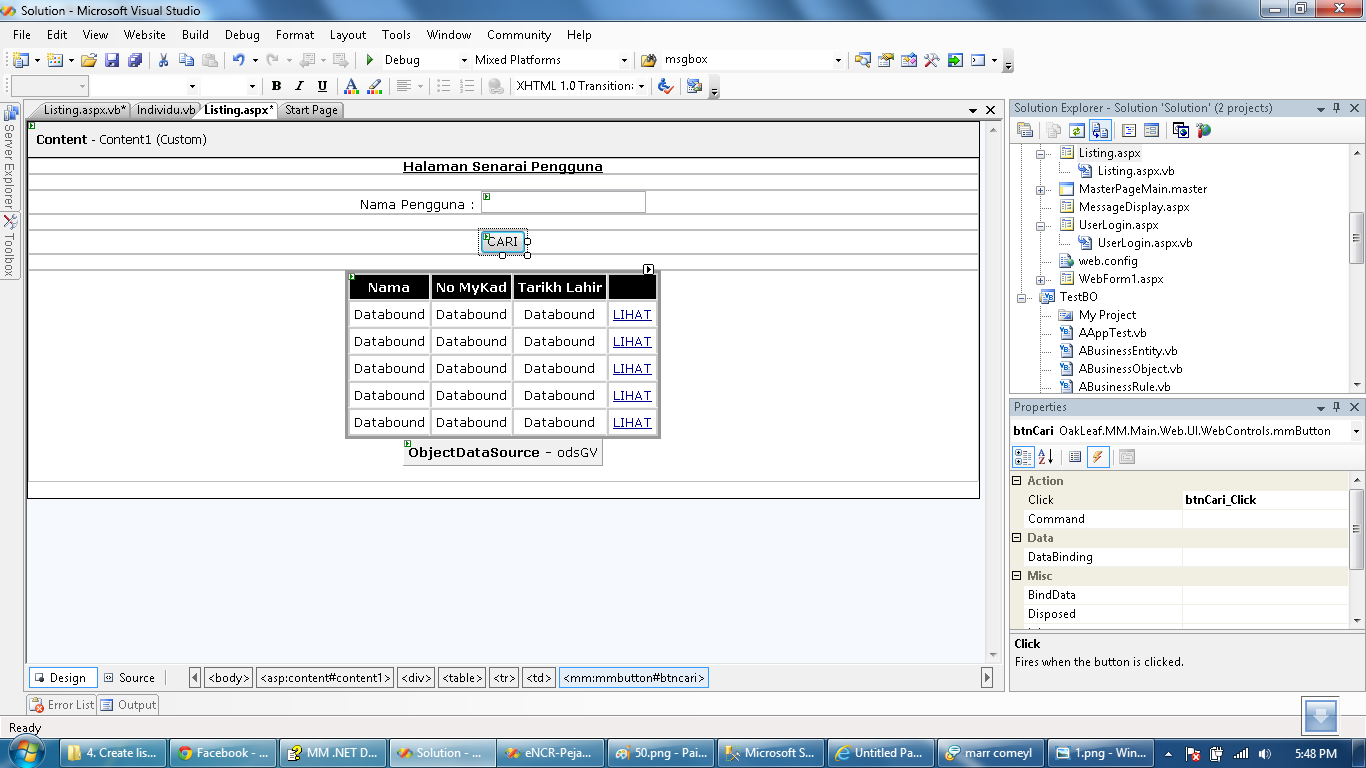 Solution - Microsoft Visual Studio
File Edit View Website Build Debug Format Layout Tools Window Community Help
Debug Mixed Platforms msgbox
B I U A XHTML 1.0 Transition:
Server Explorer
Toolbox
Listing.aspx.vb* Individu.vb Listing.aspx* Start Page
Content - Content1 (Custom)
Halaman Senarai Pengguna
Nama Pengguna :
CARI
Nama No MyKad Tarikh Lahir
Databound Databound Databound LIHAT
Databound Databound Databound LIHAT
Databound Databound Databound LIHAT
Databound Databound Databound LIHAT
Databound Databound Databound LIHAT
ObjectDataSource - odsGV
Design Source <body> <asp:content#content1> <div> <table> <tr> <td> <mm:mmbutton#btncari>
Error List Output
Ready
Solution Explorer - Solution 'Solution' (2 projects)
Listing.aspx
Listing.aspx.vb
MasterPageMain.master
MessageDisplay.aspx
UserLogin.aspx
UserLogin.aspx.vb
web.config
WebForm1.aspx
TestBO
My Project
AAppTest.vb
ABusinessEntity.vb
ABusinessObject.vb
ABusinessRule.vb
Properties
btnCari OakLeaf.MM.Main.Web.UI.WebControls.mmButton
Action
Click btnCari_Click
Command
Data
DataBinding
Misc
BindData
Disposed
Click
Fires when the button is clicked.
4. Create lis... Facebook - ... MM .NET D... Solution - ... eNCR-Peja... 50.png - Pai... Microsoft S... Untitled Pa... marr comeyl 1.png - Win... 5:48 PM